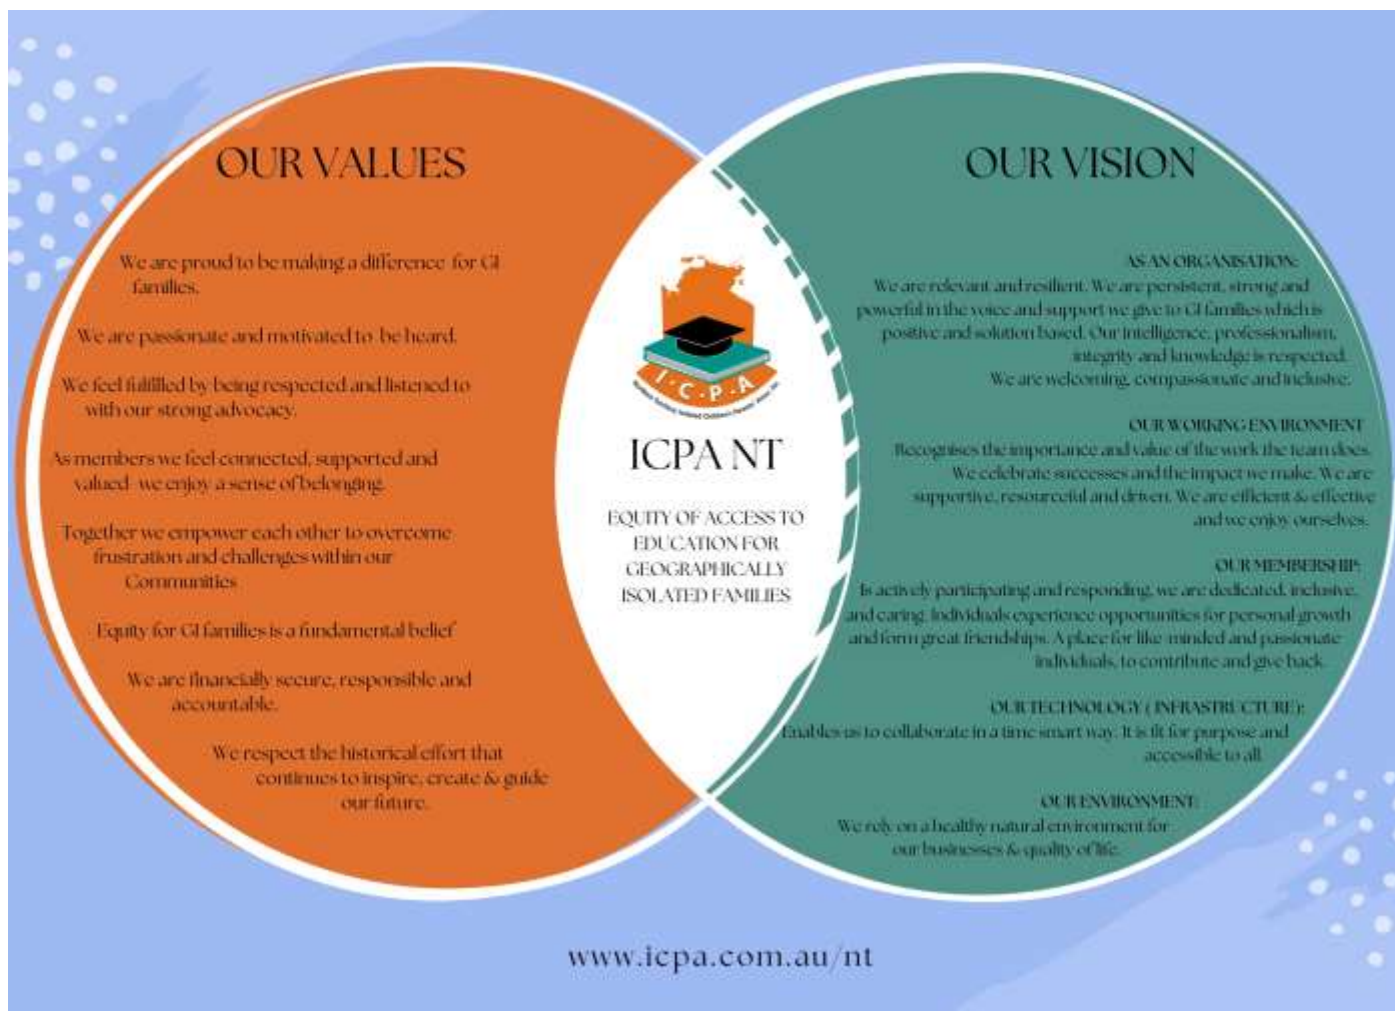 OUR VALUES
We are proud to be making a difference for GI
families.
We are passionate and motivated to be heard.
We feel fulfilled by being respected and listened to
with our strong advocacy.
As members we feel connected, supported and
valued we enjoy a sense of belonging.
Together we empower each other to overcome
frustration and challenges within our
Communities
Equity for GI families is a fundamental belief
We are financially secure, responsible and
accountable.
We respect the historical effort that
continues to inspire, create & guide
our future.
I·C·P·A
Northern Territory Isolated Children's Parents' Assoc. Inc.
ICPA NT
EQUITY OF ACCESS TO
EDUCATION FOR
GEOGRAPHICALLY
ISOLATED FAMILIES
OUR VISION
AS AN ORGANISATION:
We are relevant and resilient. We are persistent, strong and
powerful in the voice and support we give to GI families which is
positive and solution based. Our intelligence, professionalism,
integrity and knowledge is respected.
We are welcoming, compassionate and inclusive.
OUR WORKING ENVIRONMENT
Recognises the importance and value of the work the team does.
We celebrate successes and the impact we make. We are
supportive, resourceful and driven. We are efficient & effective
and we enjoy ourselves.
OUR MEMBERSHIP:
Is actively participating and responding, we are dedicated, inclusive,
and caring. Individuals experience opportunities for personal growth
and form great friendships. A place for like minded and passionate
individuals, to contribute and give back.
OUR TECHNOLOGY ( INFRASTRUCTURE):
Enables us to collaborate in a time smart way. It is fit for purpose and
accessible to all.
OUR ENVIRONMENT:
We rely on a healthy natural environment for
our businesses & quality of life.
www.icpa.com.au/nt